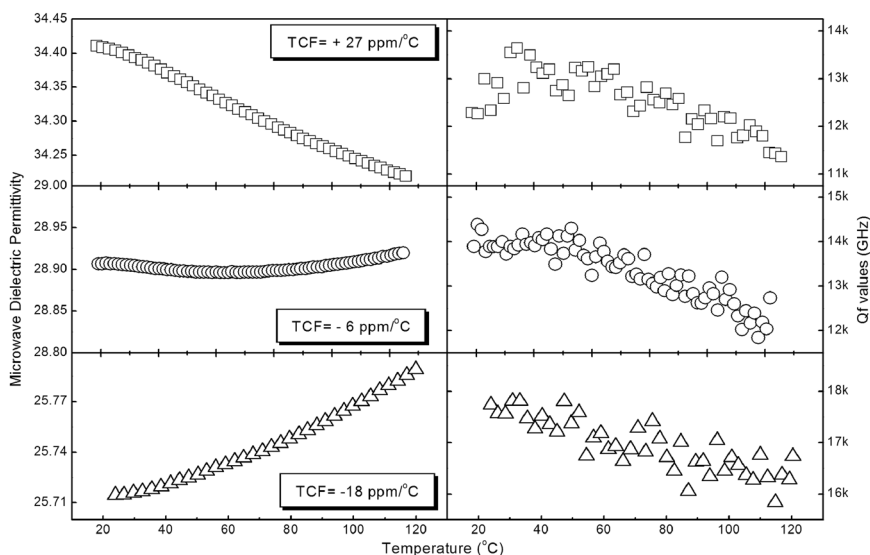 Microwave Dielectric Permittivity
34.45
34.40
34.35
34.30
34.25
29.00
28.95
28.90
28.85
28.80
25.77
25.74
25.71
TCF= + 27 ppm/°C
TCF= - 6 ppm/°C
TCF= -18 ppm/°C
14k
13k
12k
11k
15k
14k
13k
12k
18k
17k
16k
Qf values (GHz)
20 40 60 80 100 120 20 40 60 80 100 120
Temperature (°C)